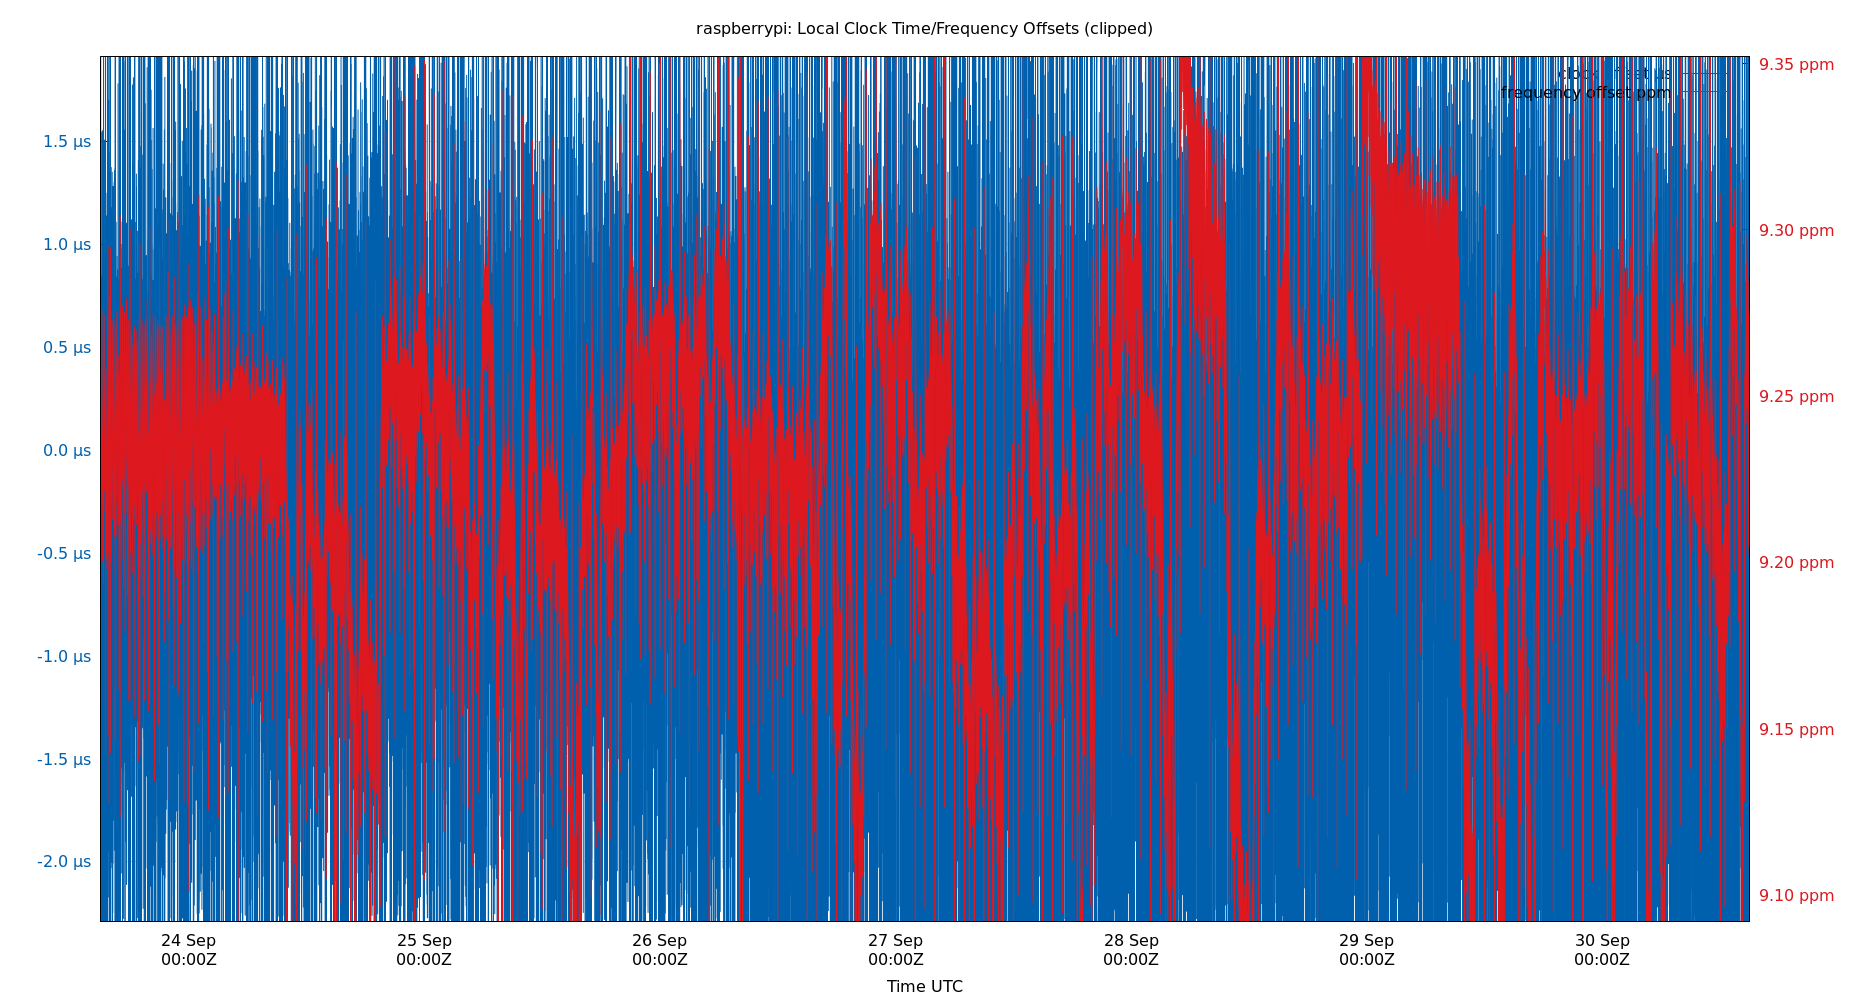 raspberrypi: Local Clock Time/Frequency Offsets (clipped)
clock offset µs
frequency offset ppm
1.5 µs
1.0 µs
0.5 µs
0.0 µs
-0.5 µs
-1.0 µs
-1.5 µs
-2.0 µs
9.35 ppm
9.30 ppm
9.25 ppm
9.20 ppm
9.15 ppm
9.10 ppm
24 Sep 25 Sep 26 Sep 27 Sep 28 Sep 29 Sep 30 Sep
00:00Z 00:00Z 00:00Z 00:00Z 00:00Z 00:00Z 00:00Z
Time UTC